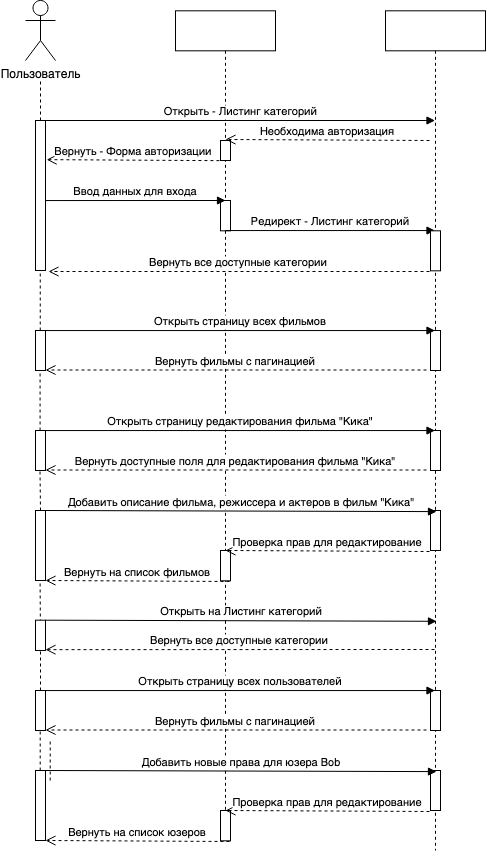 Пользователь
Открыть - Листинг категорий
Необходима авторизация
Вернуть - Форма авторизации
Ввод данных для входа
Редирект - Листинг категорий
Вернуть все доступные категории
Открыть страницу всех фильмов
Вернуть фильмы с пагинацией
Открыть страницу редактирования фильма "Кика"
Вернуть доступные поля для редактирования фильма "Кика"
Добавить описание фильма, режиссера и актеров в фильм "Кика"
Проверка прав для редактирование
Вернуть на список фильмов
Открыть на Листинг категорий
Вернуть все доступные категории
Открыть страницу всех пользователей
Вернуть фильмы с пагинацией
Добавить новые права для юзера Bob
Проверка прав для редактирование
Вернуть на список юзеров